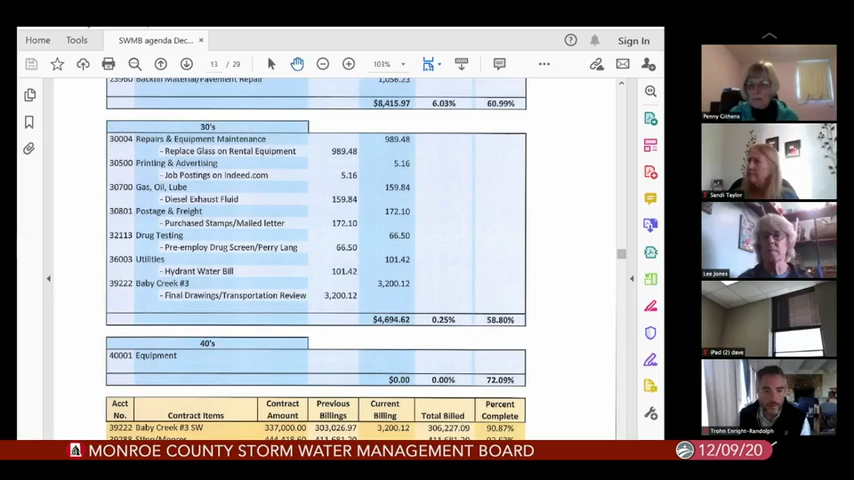 Home Tools SWMB agenda Dec... × Sign In
13 / 29 103%
23960 Backfill Material/Pavement Repair 1,056.23
$8,415.97 6.03% 60.99%
30's
30004 Repairs & Equipment Maintenance 989.48
- Replace Glass on Rental Equipment 989.48
30500 Printing & Advertising 5.16
- Job Postings on Indeed.com 5.16
30700 Gas, Oil, Lube 159.84
- Diesel Exhaust Fluid 159.84
30801 Postage & Freight 172.10
- Purchased Stamps/Mailed letter 172.10
32113 Drug Testing 66.50
- Pre-employ Drug Screen/Perry Lang 66.50
36003 Utilities 101.42
- Hydrant Water Bill 101.42
39222 Baby Creek #3 3,200.12
- Final Drawings/Transportation Review 3,200.12
$4,694.62 0.25% 58.80%
40's
40001 Equipment
$0.00 0.00% 72.09%
Acct No. Contract Items Contract Amount Previous Billings Current Billing Total Billed Percent Complete
39222 Baby Creek #3 SW 337,000.00 303,026.97 3,200.12 306,227.09 90.87%
Penny Githens
Sandi Taylor
Lee Jones
iPad (2) dave
Trohn Enright-Randolph
MONROE COUNTY STORM WATER MANAGEMENT BOARD 12/09/20